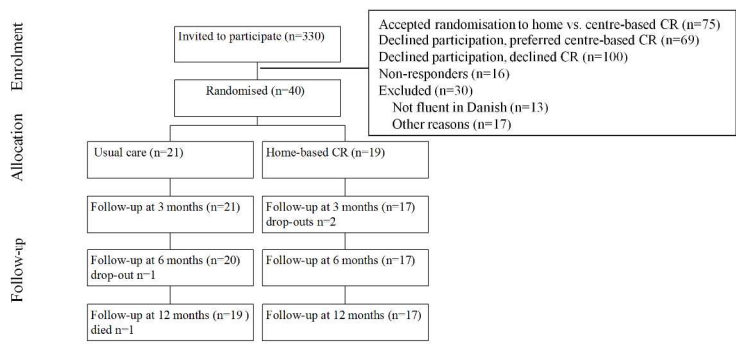 Enrolment
Invited to participate (n=330)
Accepted randomisation to home vs. centre-based CR (n=75)
Declined participation, preferred centre-based CR (n=69)
Declined participation, declined CR (n=100)
Non-responders (n=16)
Excluded (n=30)
Not fluent in Danish (n=13)
Other reasons (n=17)
Randomised (n=40)
Allocation
Usual care (n=21)
Home-based CR (n=19)
Follow-up
Follow-up at 3 months (n=21)
Follow-up at 3 months (n=17)
drop-outs n=2
Follow-up at 6 months (n=20)
drop-out n=1
Follow-up at 6 months (n=17)
Follow-up at 12 months (n=19 )
died n=1
Follow-up at 12 months (n=17)